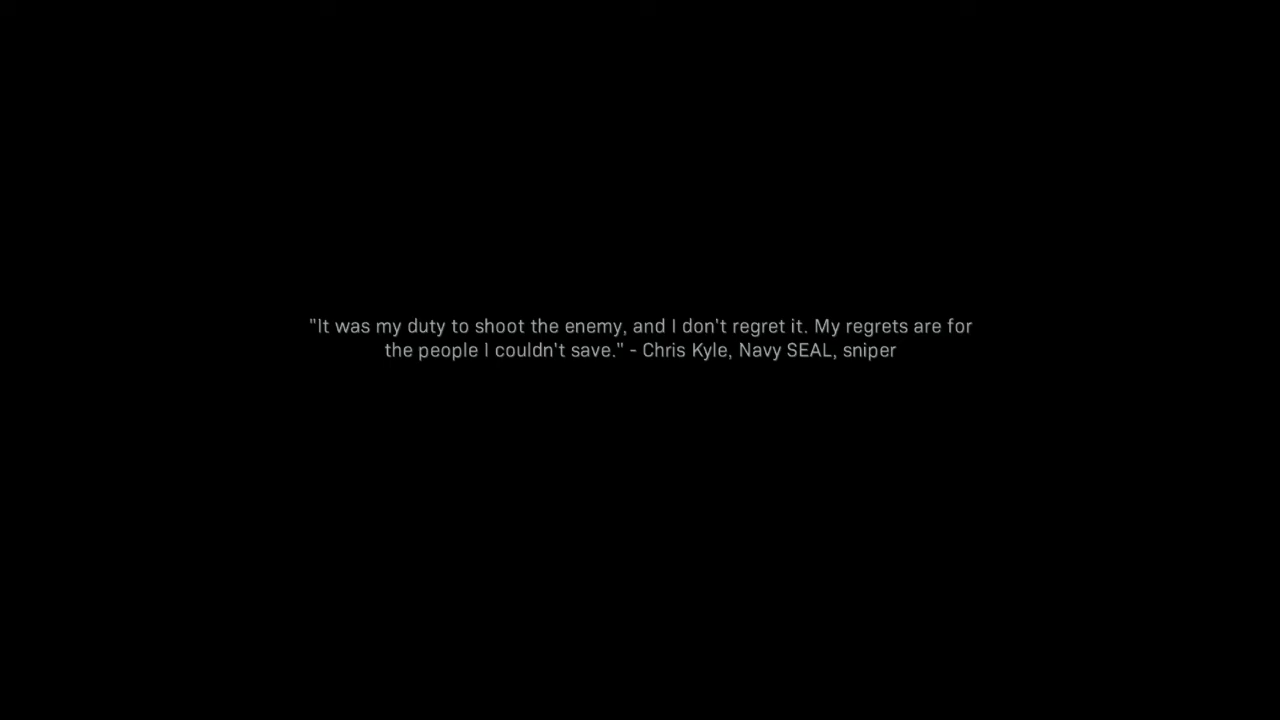 "It was my duty to shoot the enemy, and I don't regret it. My regrets are for
the people I couldn't save." - Chris Kyle, Navy SEAL, sniper